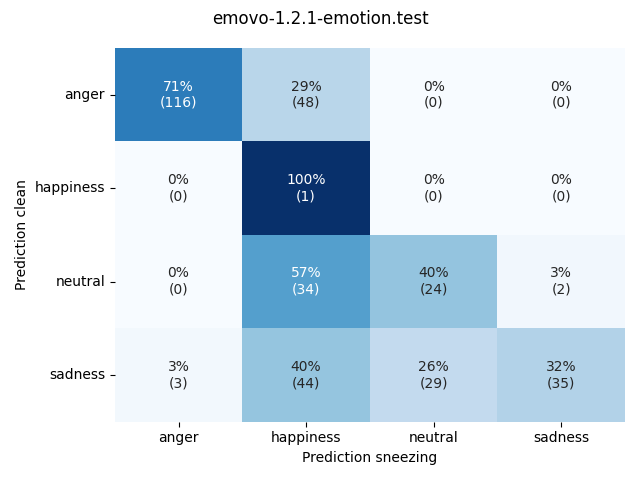 emovo-1.2.1-emotion.test
Prediction clean
anger
71% 29% 0% 0%
(116) (48) (0) (0)
happiness
0% 100% 0% 0%
(0) (1) (0) (0)
neutral
0% 57% 40% 3%
(0) (34) (24) (2)
sadness
3% 40% 26% 32%
(3) (44) (29) (35)
anger happiness neutral sadness
Prediction sneezing